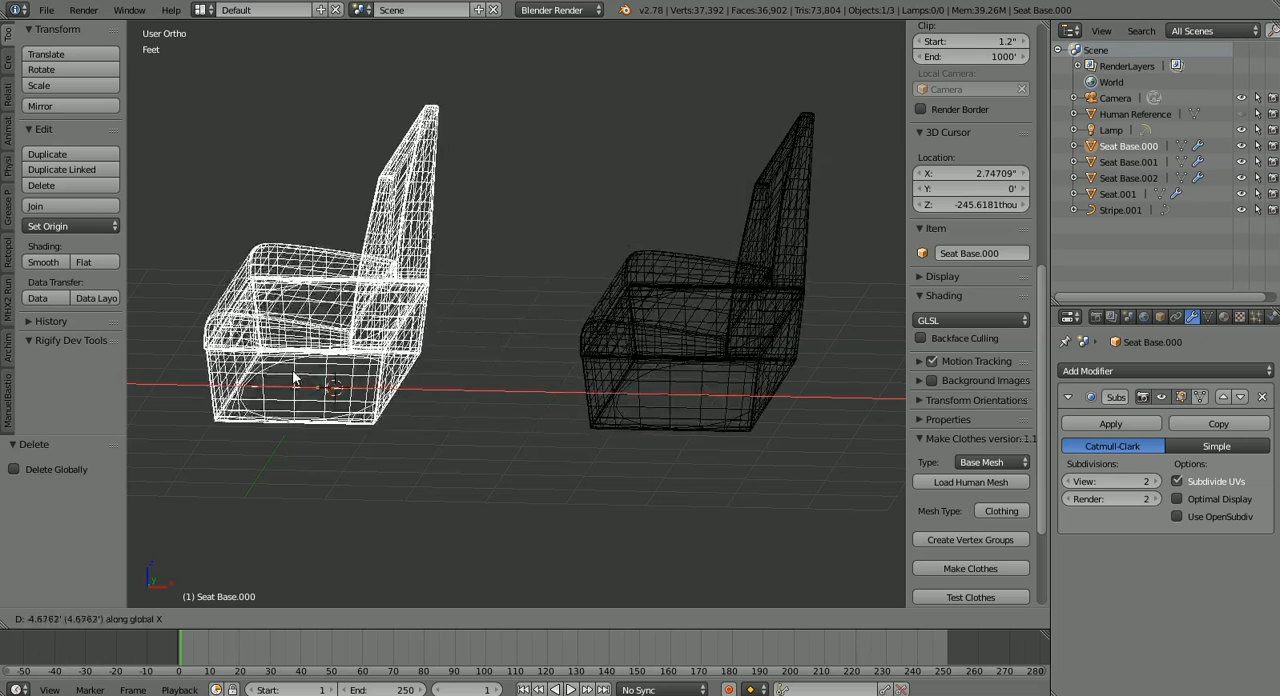 File Render Window Help Default Scene Blender Render v2.78 | Verts:37,392 | Faces:36,902 | Tris:73,804 | Objects:1/3 | Lamps:0/0 | Mem:39.26M | Seat Base.000
Transform
Translate
Rotate
Scale
Mirror
Edit
Duplicate
Duplicate Linked
Delete
Join
Set Origin
Shading:
Smooth Flat
Data Transfer:
Data Data Layo
History
Rigify Dev Tools
Delete
Delete Globally
Too
Cre
Relati
Animat
Physi
Grease P
Retopol
MHX2 Run
Archim
ManuelBastio
User Ortho
Feet
(1) Seat Base.000
D: -4.6762' (4.6762') along global X
Clip:
Start: 1.2"
End: 1000'
Local Camera:
Camera
Render Border
3D Cursor
Location:
X: 2.74709"
Y: 0'
Z: -245.6181thou
Item
Seat Base.000
Display
Shading
GLSL
Backface Culling
Motion Tracking
Background Images
Transform Orientations
Properties
Make Clothes version: 1.1
Type: Base Mesh
Load Human Mesh
Mesh Type: Clothing
Create Vertex Groups
Make Clothes
Test Clothes
View Search All Scenes
Scene
RenderLayers
World
Camera
Human Reference
Lamp
Seat Base.000
Seat Base.001
Seat Base.002
Seat.001
Stripe.001
Seat Base.000
Add Modifier
Subs
Apply Copy
Catmull-Clark Simple
Subdivisions: Options:
View: 2 Subdivide UVs
Render: 2 Optimal Display
Use OpenSubdiv
-50 -40 -30 -20 -10 0 10 20 30 40 50 60 70 80 90 100 110 120 130 140 150 160 170 180 190 200 210 220 230 240 250 260 270 280
View Marker Frame Playback Start: 1 End: 250 1 No Sync